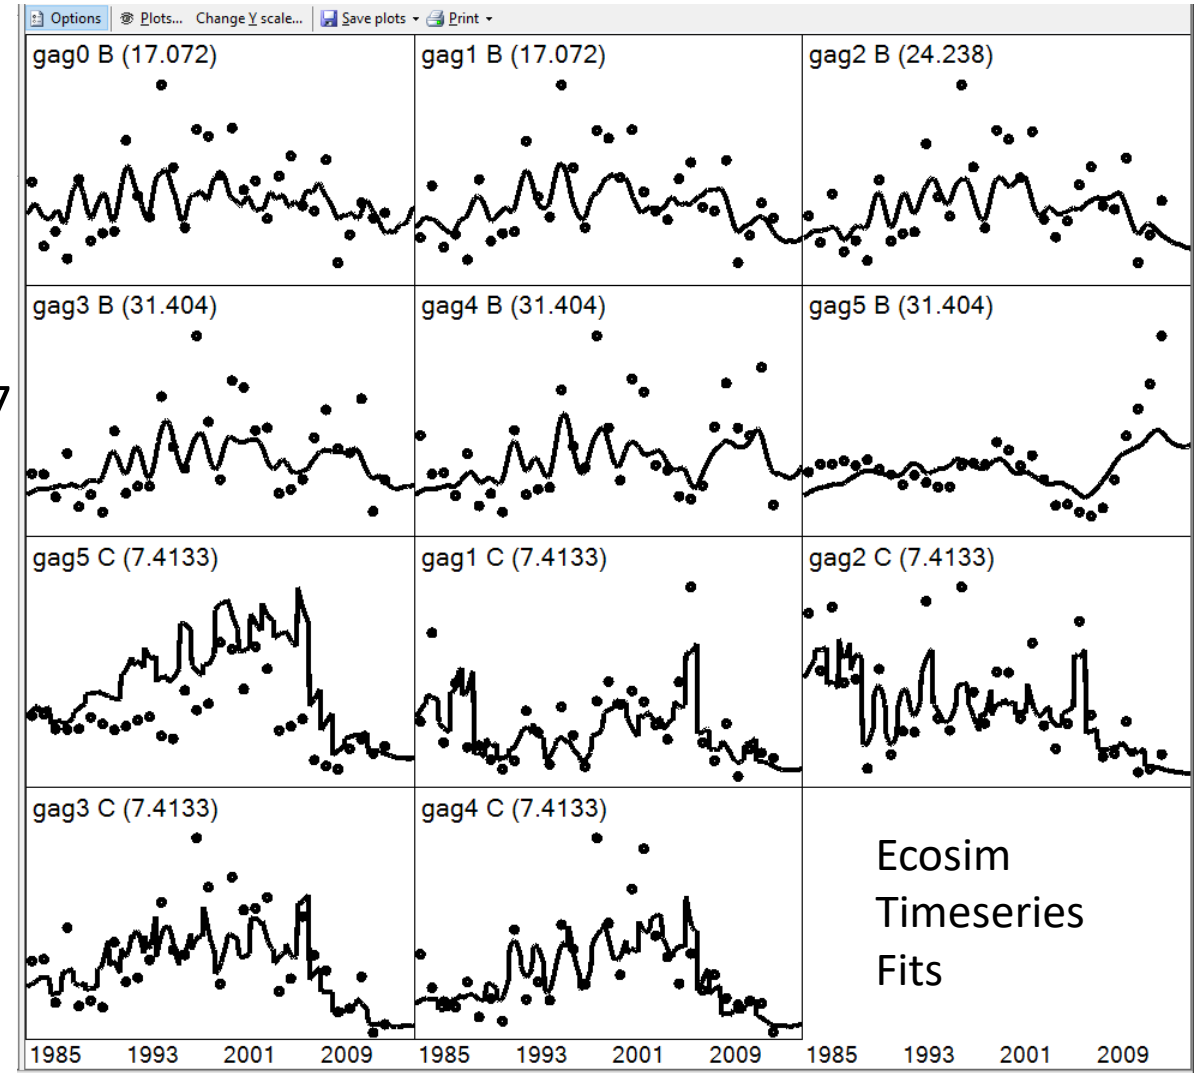 Options Plots... Change Y scale... Save plots Print
gag0 B (17.072) gag1 B (17.072) gag2 B (24.238)
gag3 B (31.404) gag4 B (31.404) gag5 B (31.404)
7
gag5 C (7.4133) gag1 C (7.4133) gag2 C (7.4133)
gag3 C (7.4133) gag4 C (7.4133)
Ecosim
Timeseries
Fits
1985 1993 2001 2009 1985 1993 2001 2009 1985 1993 2001 2009